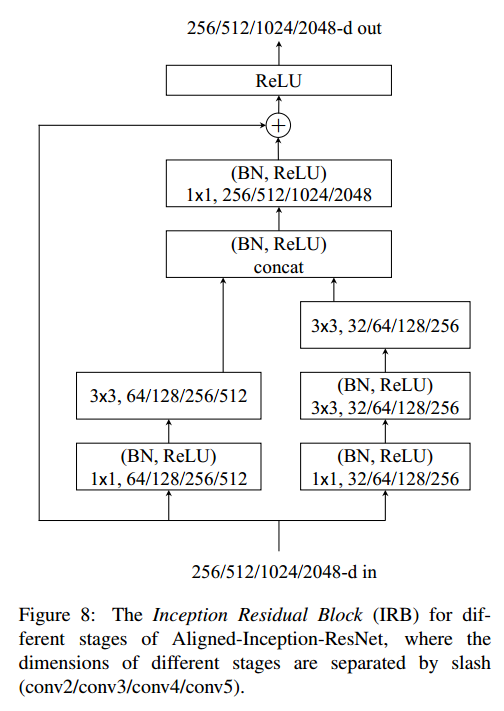 256/512/1024/2048-d out
ReLU
(BN, ReLU)
1x1, 256/512/1024/2048
(BN, ReLU)
concat
3x3, 32/64/128/256
3x3, 64/128/256/512
(BN, ReLU)
3x3, 32/64/128/256
(BN, ReLU)
1x1, 64/128/256/512
(BN, ReLU)
1x1, 32/64/128/256
256/512/1024/2048-d in
Figure 8: The Inception Residual Block (IRB) for dif-
ferent stages of Aligned-Inception-ResNet, where the
dimensions of different stages are separated by slash
(conv2/conv3/conv4/conv5).